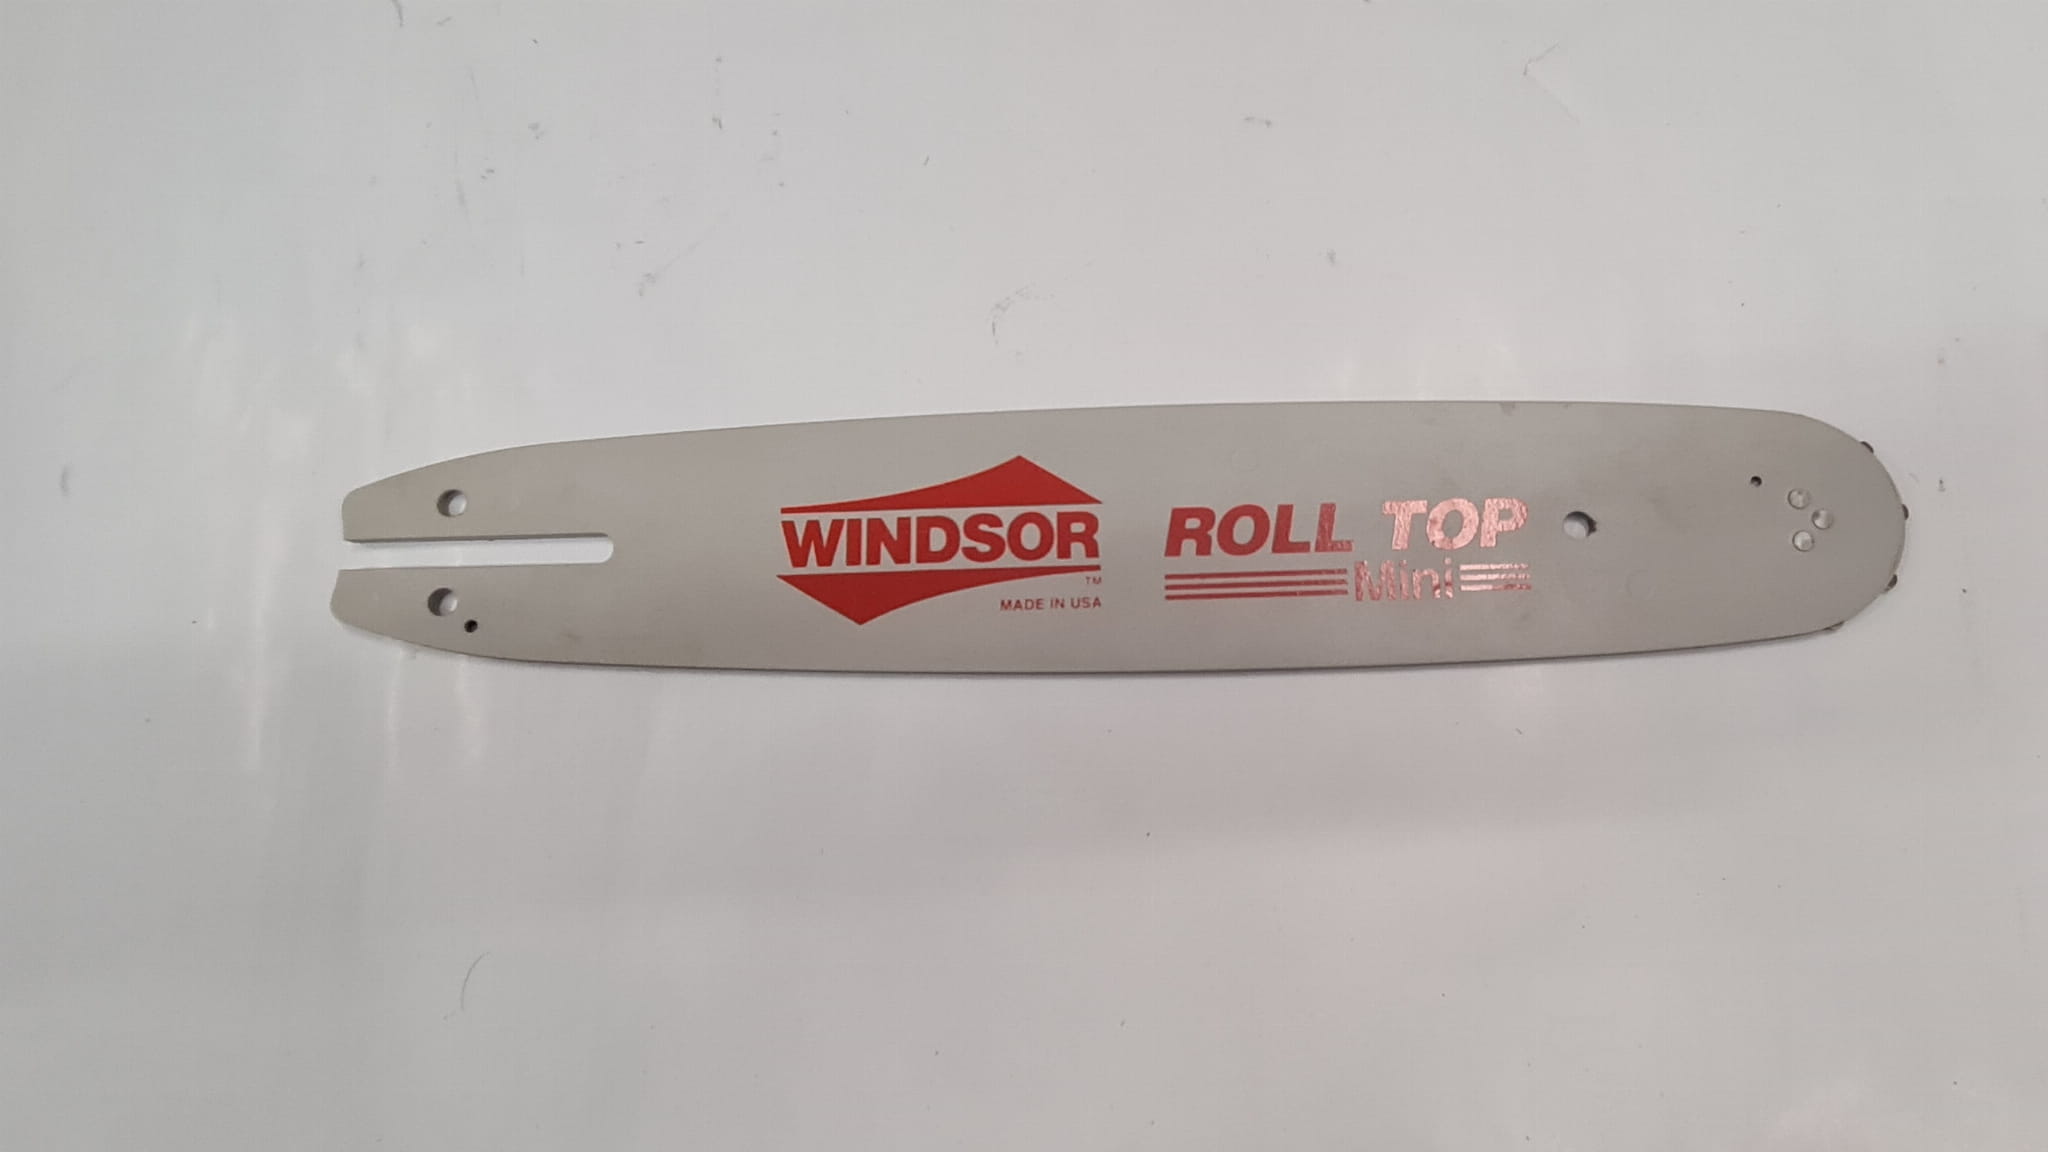 WINDSOR
TM
MADE IN USA
ROLL TOP
Mini